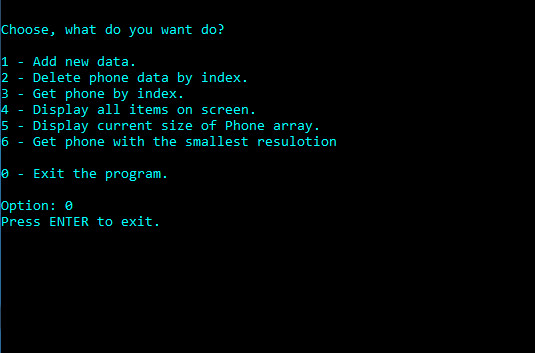 Choose, what do you want do?
1 - Add new data.
2 - Delete phone data by index.
3 - Get phone by index.
4 - Display all items on screen.
5 - Display current size of Phone array.
6 - Get phone with the smallest resulotion
0 - Exit the program.
Option: 0
Press ENTER to exit.